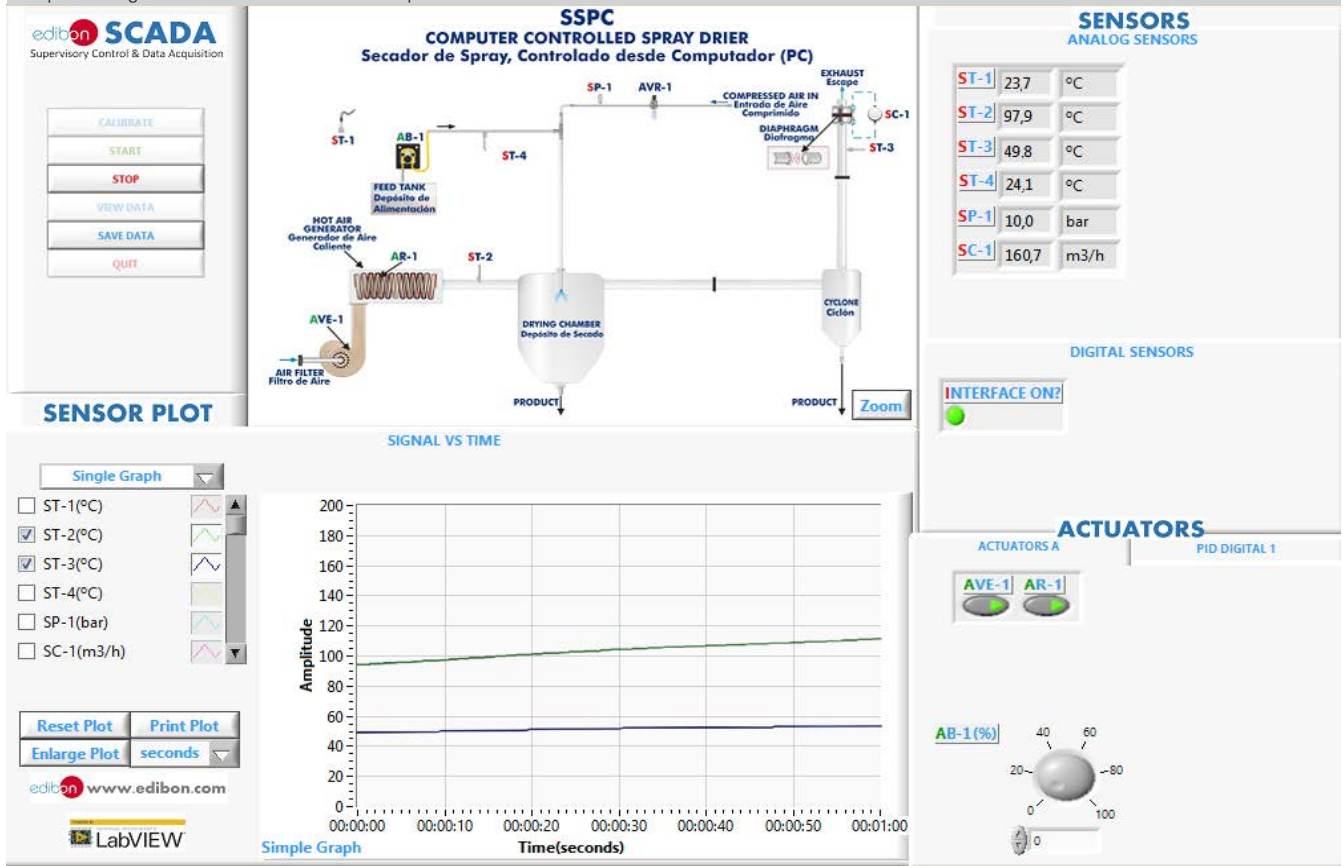 edibon SCADA
Supervisory Control & Data Acquisition
CALIBRATE
START
STOP
VIEW DATA
SAVE DATA
QUIT
SSPC
COMPUTER CONTROLLED SPRAY DRIER
Secador de Spray, Controlado desde Computador (PC)
EXHAUST
Escape
SP-1
AVR-1
COMPRESSED AIR IN
Entrada de Aire
Comprimido
SC-1
DIAPHRAGM
Diafragma
ST-1
AB-1
ST-4
ST-3
FEED TANK
Depósito de
Alimentación
HOT AIR
GENERATOR
Generador de Aire
Caliente
AR-1
ST-2
AVE-1
DRYING CHAMBER
Depósito de Secado
CYCLONE
Ciclón
AIR FILTER
Filtro de Aire
PRODUCT
PRODUCT
Zoom
SENSORS
ANALOG SENSORS
ST-1 23,7 ºC
ST-2 97,9 ºC
ST-3 49,8 ºC
ST-4 24,1 ºC
SP-1 10,0 bar
SC-1 160,7 m3/h
DIGITAL SENSORS
INTERFACE ON?
SENSOR PLOT
SIGNAL VS TIME
Single Graph
ST-1(ºC)
ST-2(ºC)
ST-3(ºC)
ST-4(ºC)
SP-1(bar)
SC-1(m3/h)
Reset Plot
Print Plot
Enlarge Plot
seconds
edibon www.edibon.com
LabVIEW
Amplitude
200
180
160
140
120
100
80
60
40
20
0
00:00:00 00:00:10 00:00:20 00:00:30 00:00:40 00:00:50 00:01:00
Simple Graph
Time(seconds)
ACTUATORS
ACTUATORS A
PID DIGITAL 1
AVE-1 AR-1
AB-1(%)
40 60
20 80
0 100
0